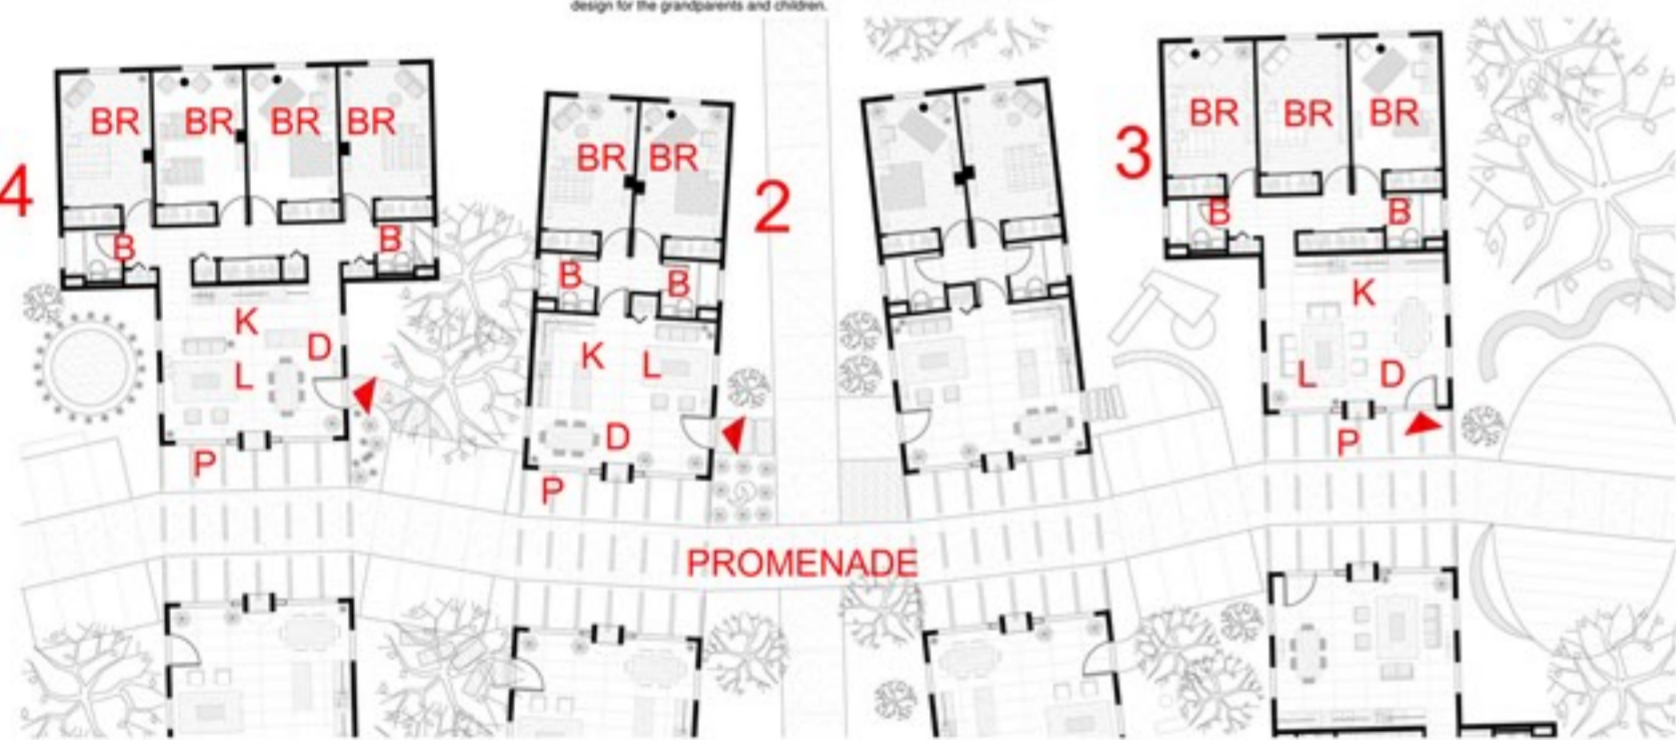 design for the grandparents and children.
4
BR BR BR BR
B B
K
D
L
P
2
BR BR
B B
K L
D
P
3
BR BR BR
B B
K
L D
P
PROMENADE